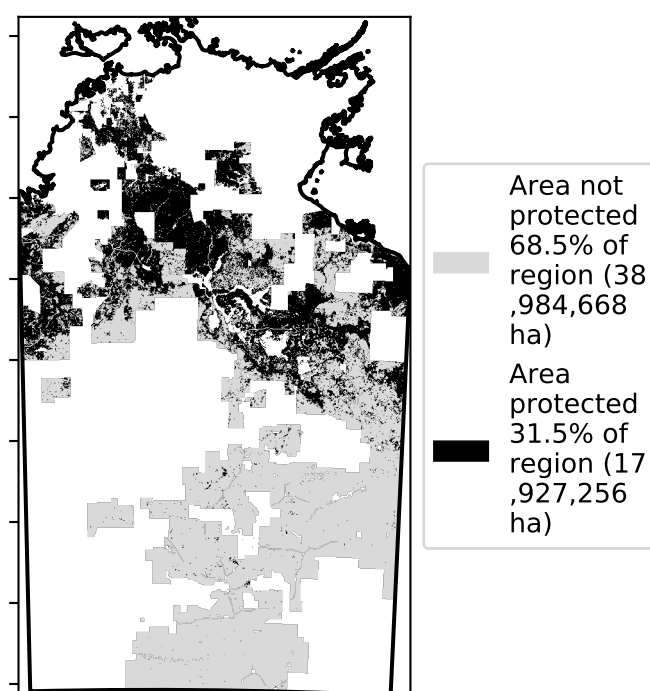 Area not
protected
68.5% of
region (38
,984,668
ha)
Area
protected
31.5% of
region (17
,927,256
ha)